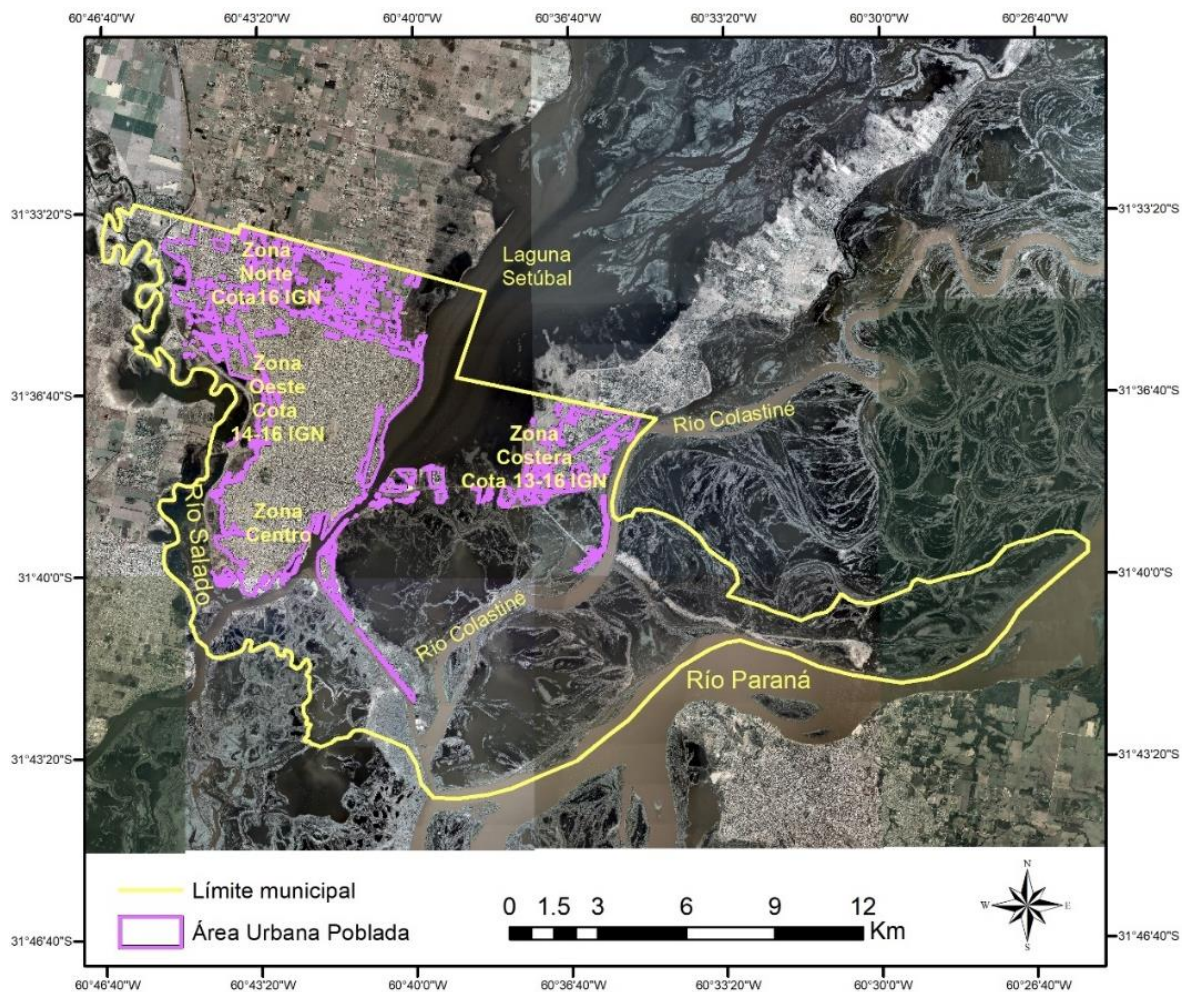 60°46'40"W 60°43'20"W 60°40'0"W 60°36'40"W 60°33'20"W 60°30'0"W 60°26'40"W
31°33'20"S 31°33'20"S
Zona
Norte
Cota16 IGN
Laguna
Setúbal
Zona
Oeste
Cota
14-16 IGN
31°36'40"S 31°36'40"S
Río Colastiné
Zona
Costera
Cota 13-16 IGN
Río Salado
Zona
Centro
31°40'0"S 31°40'0"S
Río Colastiné
Río Paraná
31°43'20"S 31°43'20"S
Límite municipal
Área Urbana Poblada
0 1.5 3 6 9 12
Km
N
W E
S
31°46'40"S 31°46'40"S
60°46'40"W 60°43'20"W 60°40'0"W 60°36'40"W 60°33'20"W 60°30'0"W 60°26'40"W